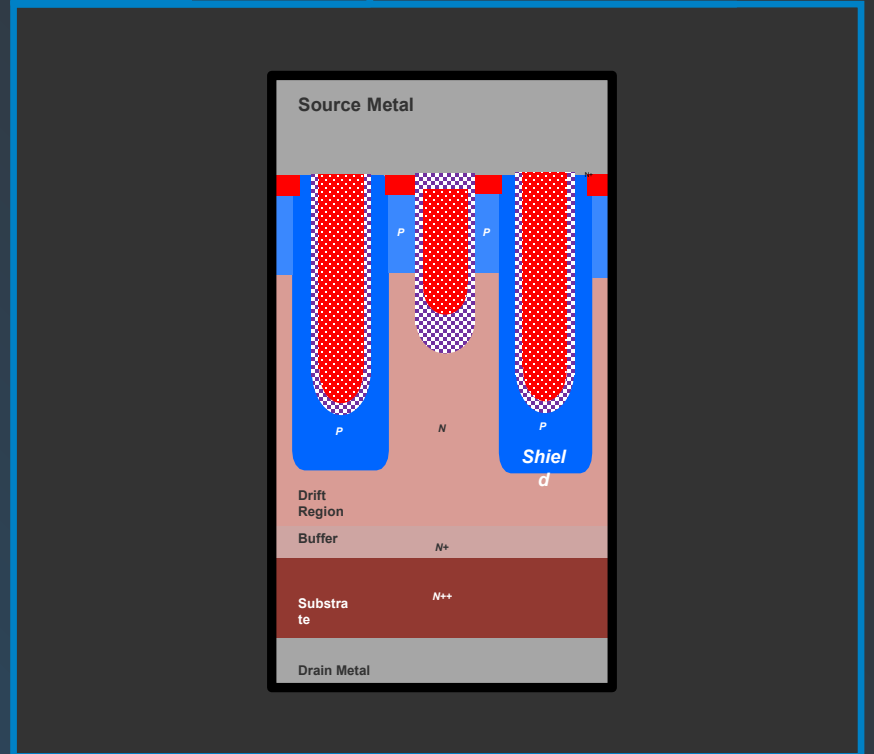 Source Metal
N+
P
P
P
N
P
Shiel
d
Drift
Region
Buffer
N+
N++
Substra
te
Drain Metal